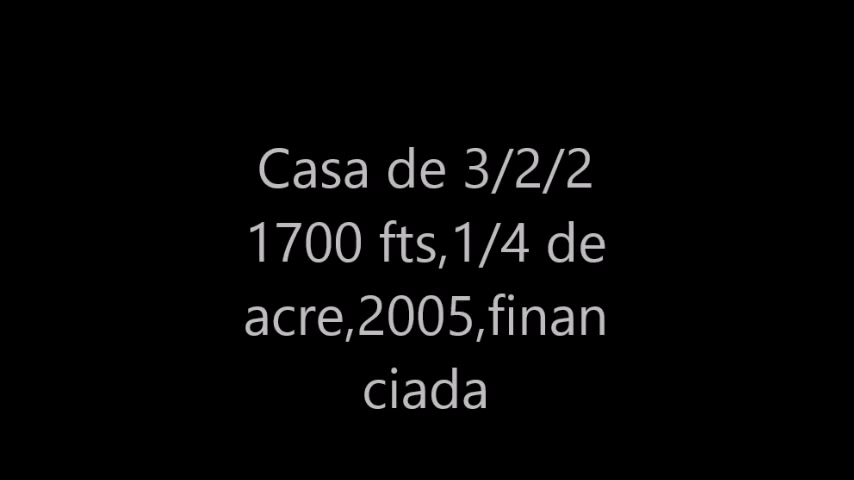 Casa de 3/2/2
1700 fts,1/4 de
acre,2005,finan
ciada